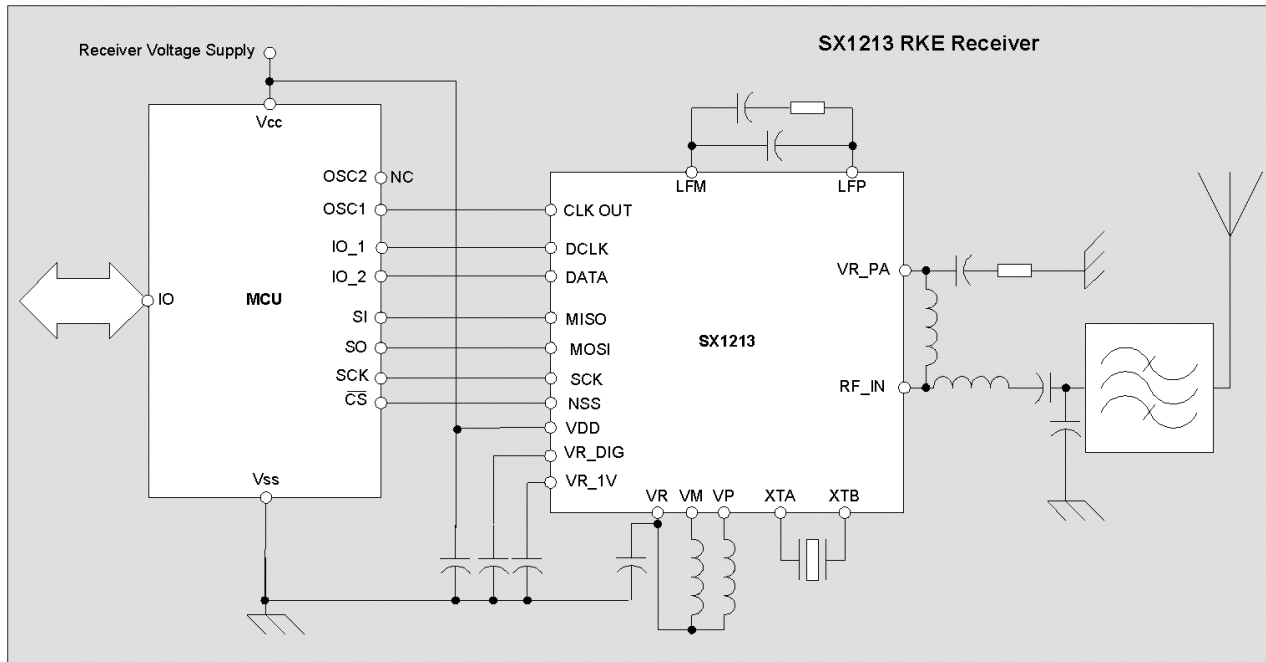 SX1213 RKE Receiver
Receiver Voltage Supply
Vcc
OSC2
NC
OSC1
IO_1
IO_2
IO
MCU
SI
SO
SCK
CS
Vss
LFM
LFP
CLK OUT
DCLK
DATA
MISO
MOSI
SCK
NSS
VDD
VR_DIG
VR_1V
SX1213
VR_PA
RF_IN
VR
VM
VP
XTA
XTB